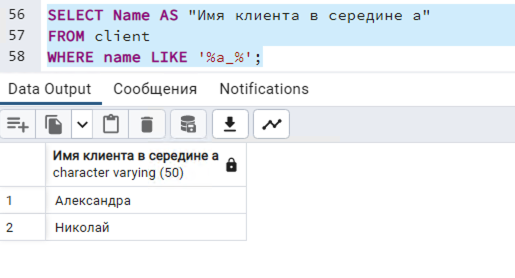 56 SELECT Name AS "Имя клиента в середине а"
57 FROM client
58 WHERE name LIKE '%а_%';
Data Output Сообщения Notifications
Имя клиента в середине а
character varying (50)
1 Александра
2 Николай